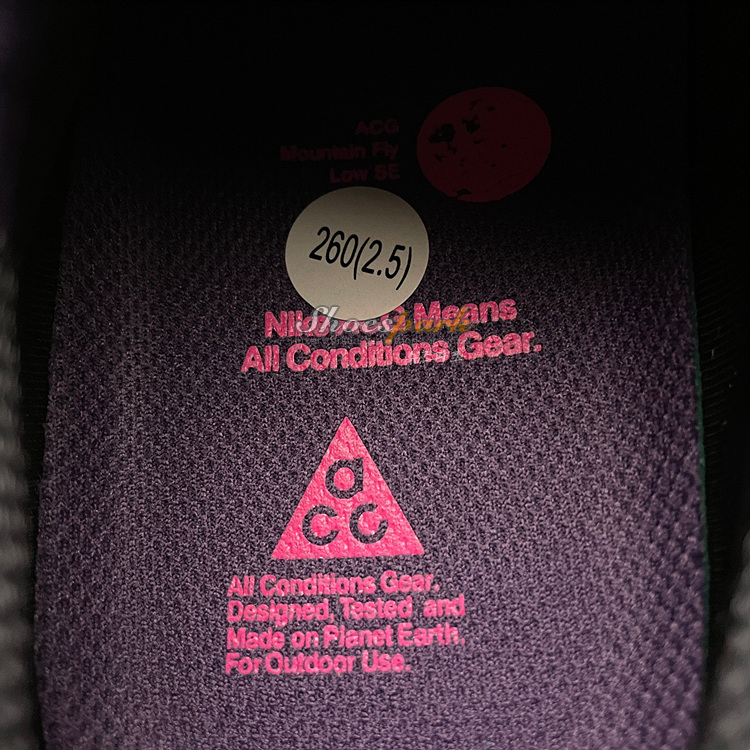 ACG
Mountain Fly
Low SE
260(2.5)
Means
Shoespark
All Conditions Gear.
acg
All Conditions Gear.
Designed, Tested and
Made on Planet Earth.
For Outdoor Use.